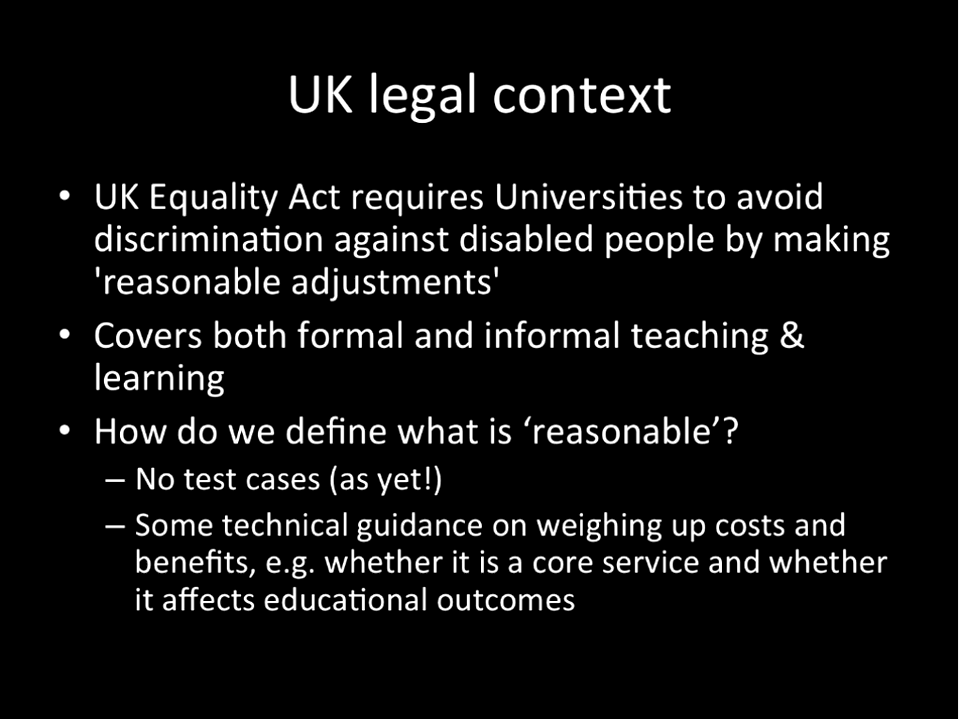 UK legal context
• UK Equality Act requires Universities to avoid
discrimination against disabled people by making
'reasonable adjustments'
• Covers both formal and informal teaching &
learning
• How do we define what is ‘reasonable’?
– No test cases (as yet!)
– Some technical guidance on weighing up costs and
benefits, e.g. whether it is a core service and whether
it affects educational outcomes